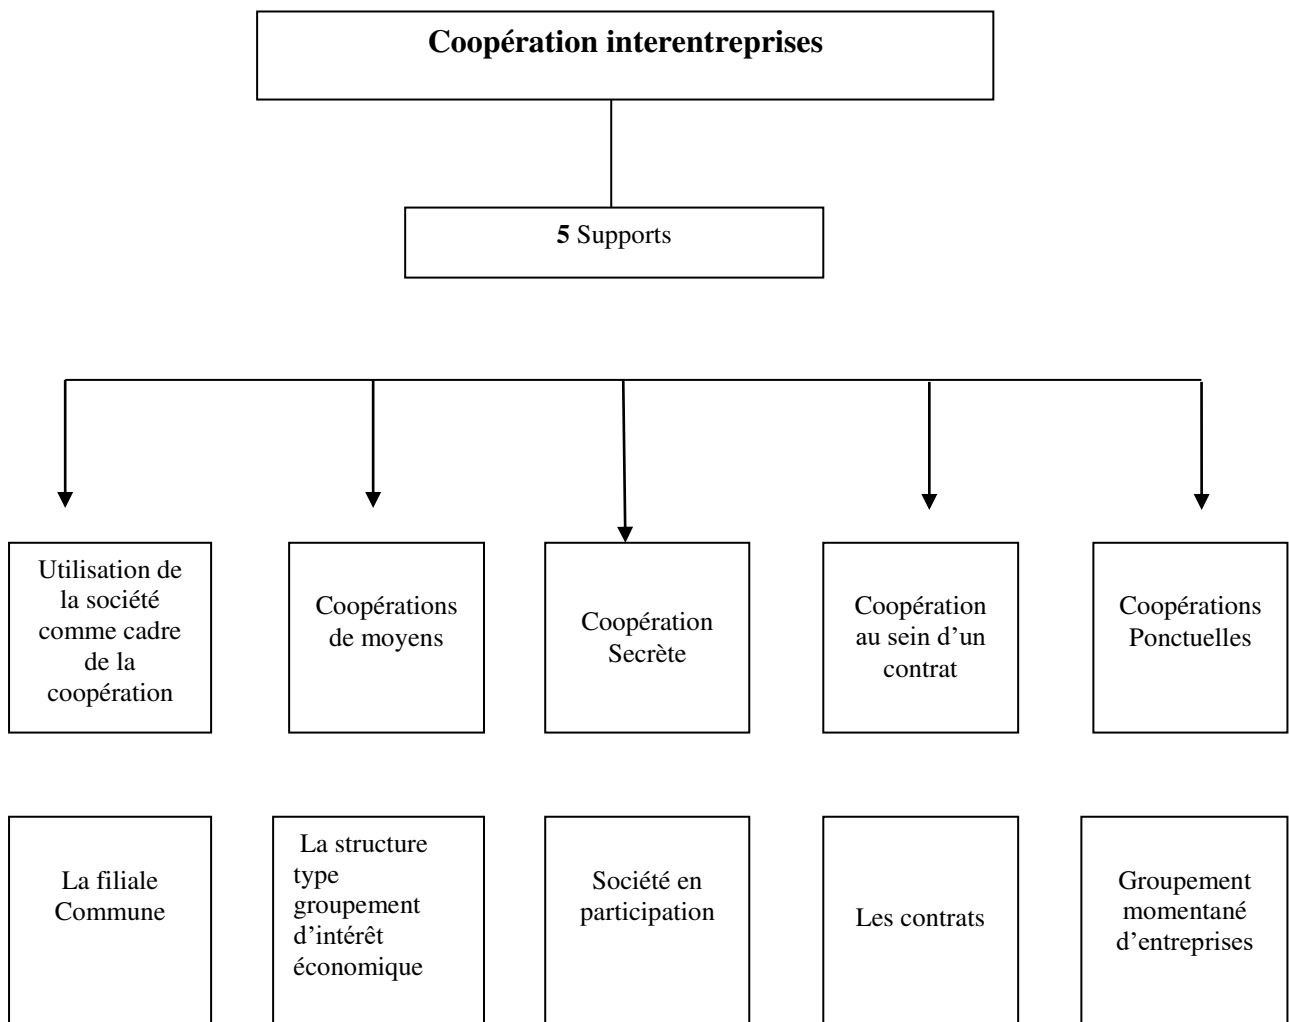 Coopération interentreprises
5 Supports
Utilisation de
la société
comme cadre
de la
coopération
Coopérations
de moyens
Coopération
Secrète
Coopération
au sein d’un
contrat
Coopérations
Ponctuelles
La filiale
Commune
La structure
type
groupement
d’intérêt
économique
Société en
participation
Les contrats
Groupement
momentané
d’entreprises